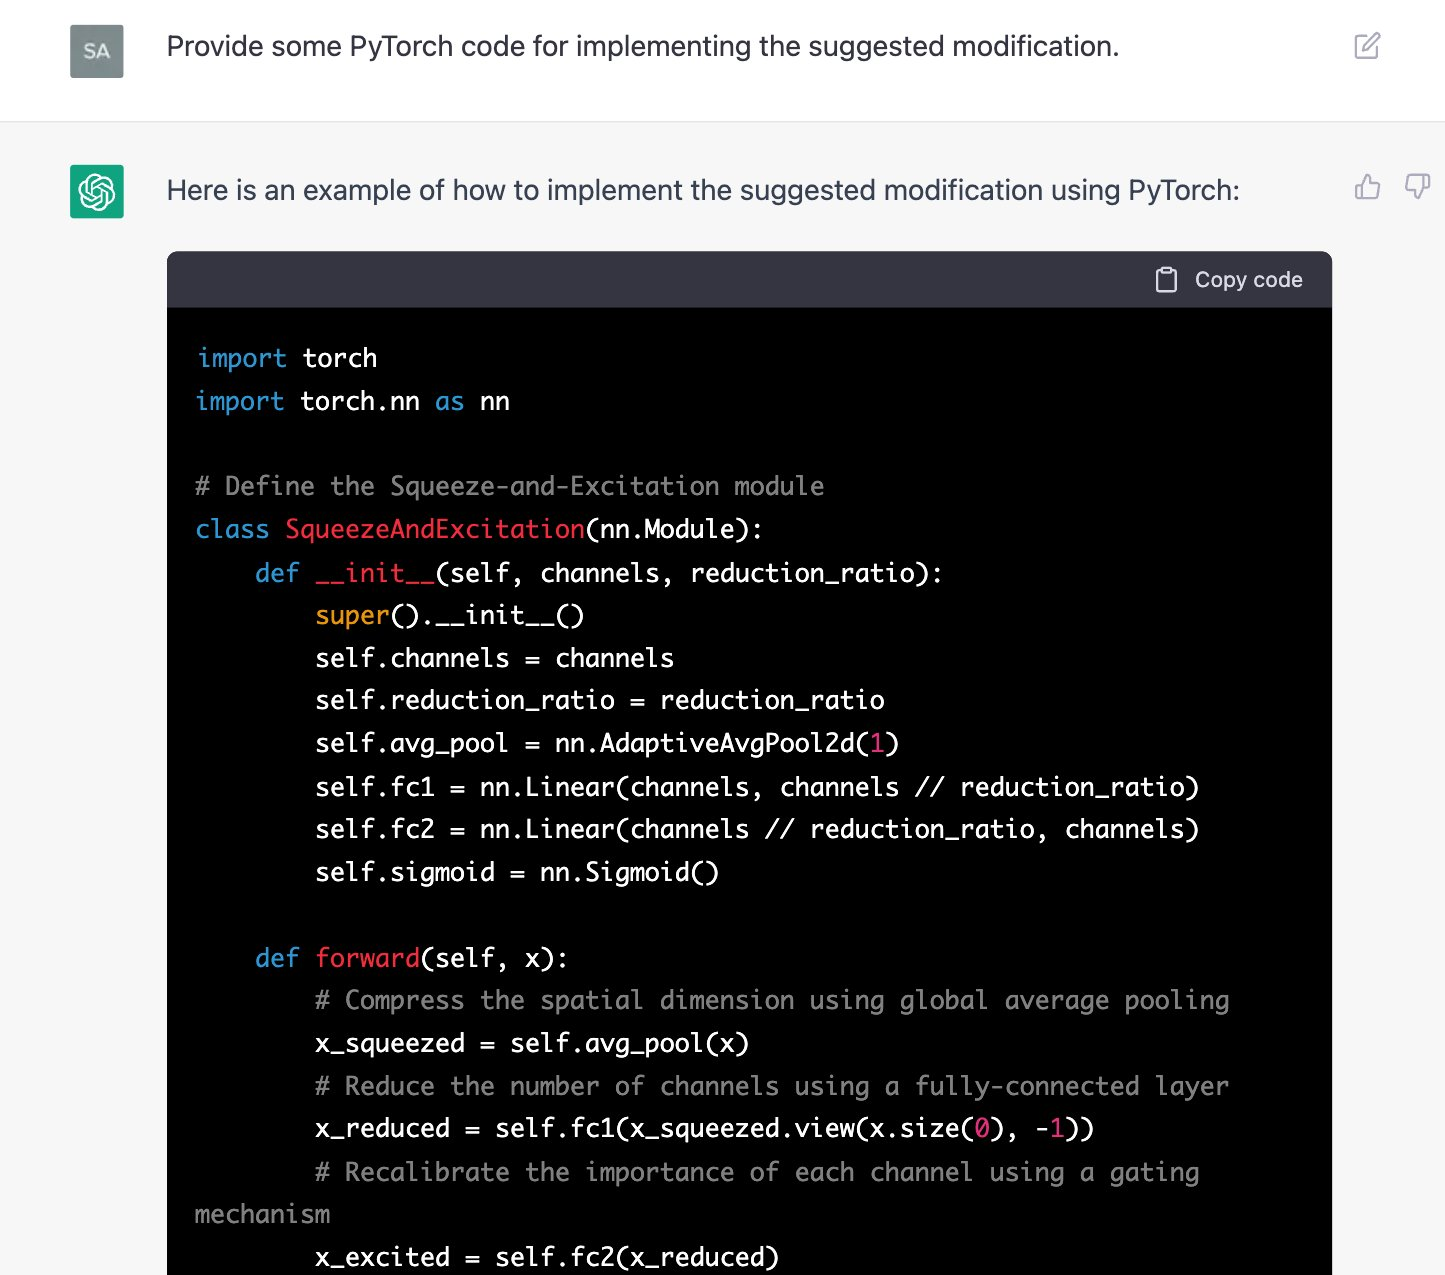 SA
Provide some PyTorch code for implementing the suggested modification.
Here is an example of how to implement the suggested modification using PyTorch:
Copy code
import torch
import torch.nn as nn
# Define the Squeeze-and-Excitation module
class SqueezeAndExcitation(nn.Module):
    def __init__(self, channels, reduction_ratio):
        super().__init__()
        self.channels = channels
        self.reduction_ratio = reduction_ratio
        self.avg_pool = nn.AdaptiveAvgPool2d(1)
        self.fc1 = nn.Linear(channels, channels // reduction_ratio)
        self.fc2 = nn.Linear(channels // reduction_ratio, channels)
        self.sigmoid = nn.Sigmoid()
    def forward(self, x):
        # Compress the spatial dimension using global average pooling
        x_squeezed = self.avg_pool(x)
        # Reduce the number of channels using a fully-connected layer
        x_reduced = self.fc1(x_squeezed.view(x.size(0), -1))
        # Recalibrate the importance of each channel using a gating
mechanism
        x_excited = self.fc2(x_reduced)